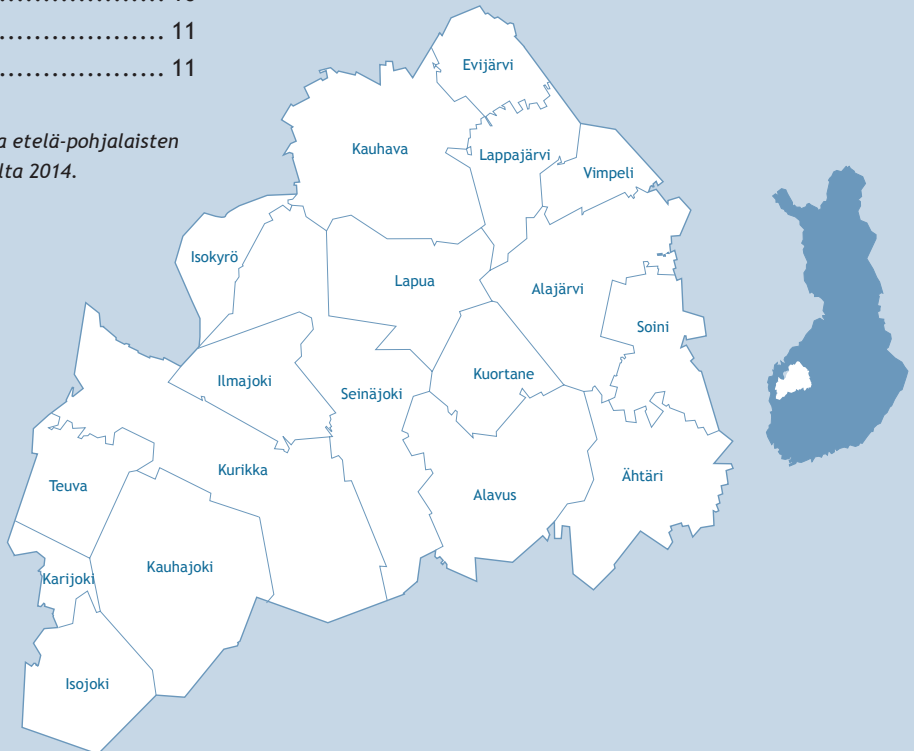 .................... 11
.................... 11
a etelä-pohjalaisten
lta 2014.
Evijärvi
Kauhava
Lappajärvi
Vimpeli
Isokyrö
Lapua
Alajärvi
Soini
Ilmajoki
Seinäjoki
Kuortane
Kurikka
Teuva
Alavus
Ähtäri
Karijoki
Kauhajoki
Isojoki